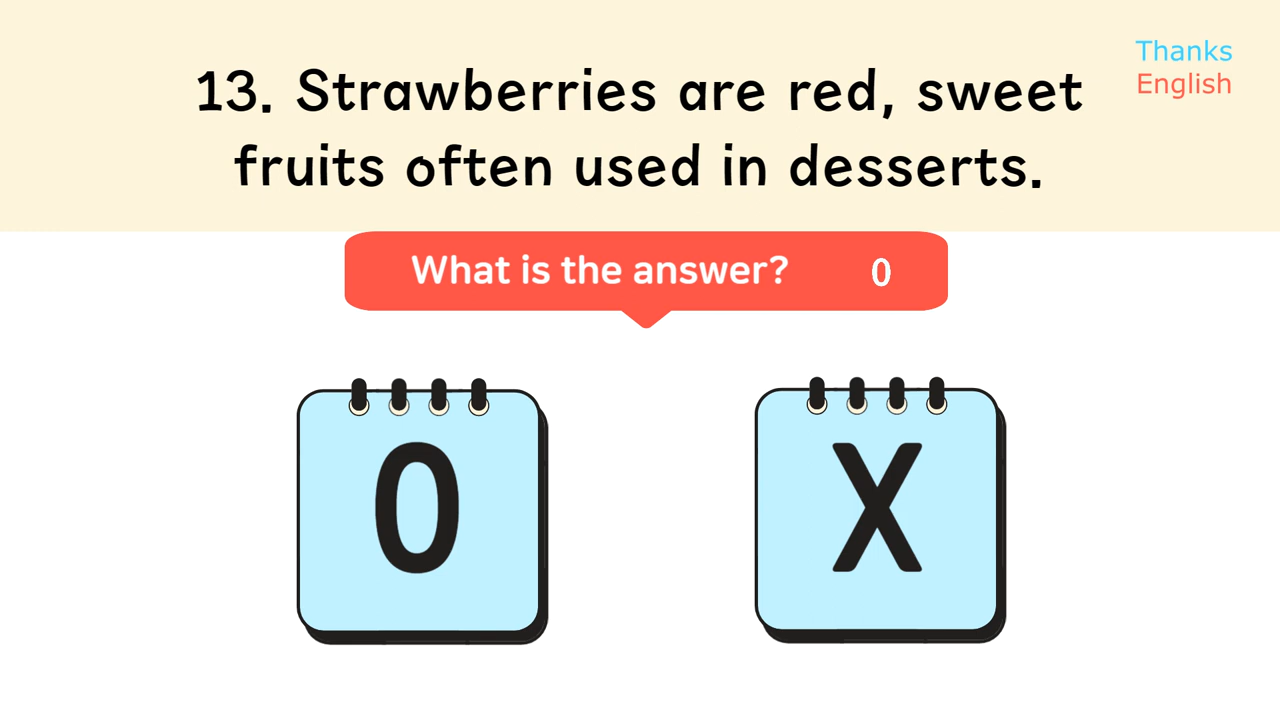 13. Strawberries are red, sweet
fruits often used in desserts.
Thanks
English
What is the answer? 0
O X